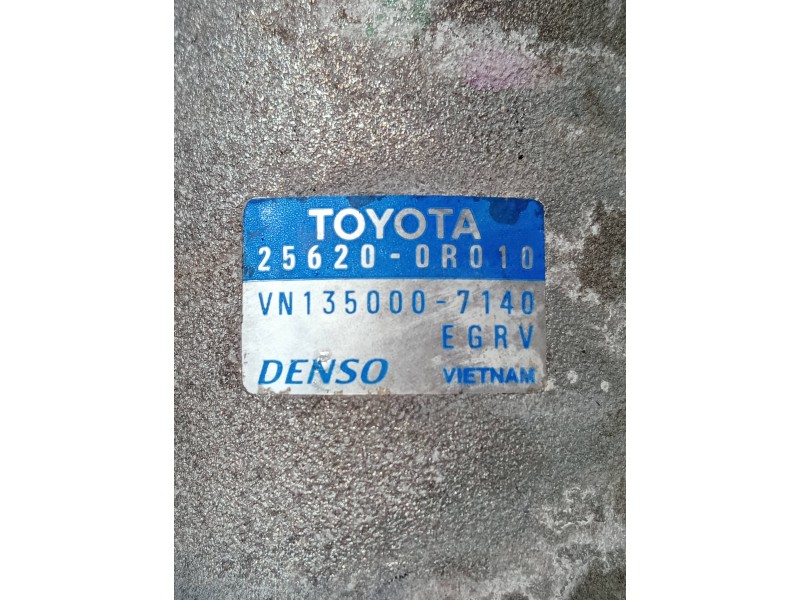 TOYOTA
25620-0R010
VN135000-7140
EGRV
DENSO VIETNAM